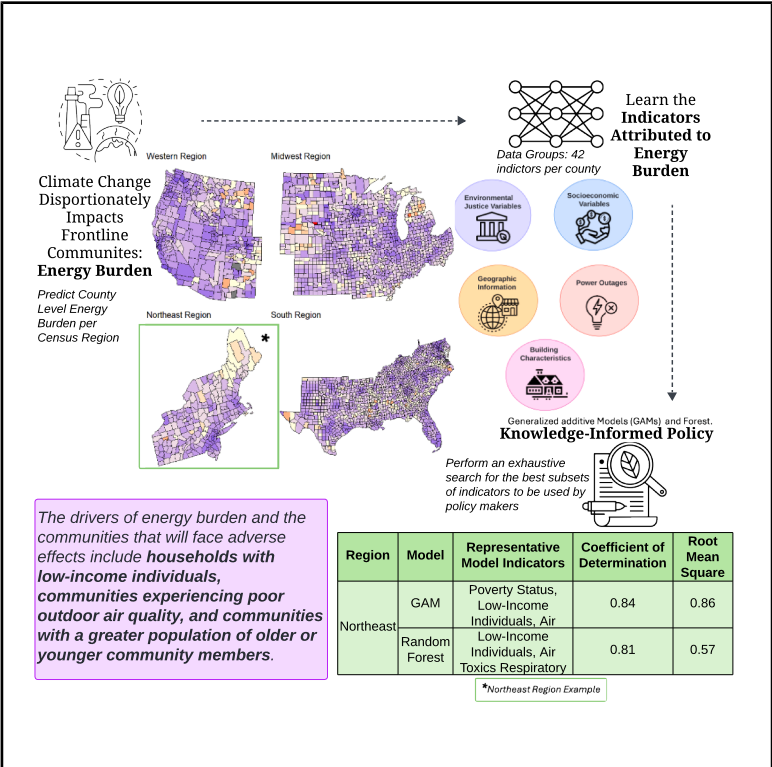 Climate Change
Disportionately
Impacts
Frontline
Communites:
Energy Burden
Predict County
Level Energy
Burden per
Census Region
Western Region
Midwest Region
Northeast Region
*
South Region
Learn the
Indicators
Attributed to
Energy
Burden
Data Groups: 42
indictors per county
Environmental
Justice Variables
Socioeconomic
Variables
Geographic
Information
Power Outages
Building
Characteristics
Generalized additive Models (GAMs) and Forest.
Knowledge-Informed Policy
Perform an exhaustive
search for the best subsets
of indicators to be used by
policy makers
The drivers of energy burden and the
communities that will face adverse
effects include households with
low-income individuals,
communities experiencing poor
outdoor air quality, and communities
with a greater population of older or
younger community members.
Region
Model
Representative
Model Indicators
Coefficient of
Determination
Root
Mean
Square
Northeast
GAM
Poverty Status,
Low-Income
Individuals, Air
0.84
0.86
Random
Forest
Low-Income
Individuals, Air
Toxics Respiratory
0.81
0.57
*Northeast Region Example